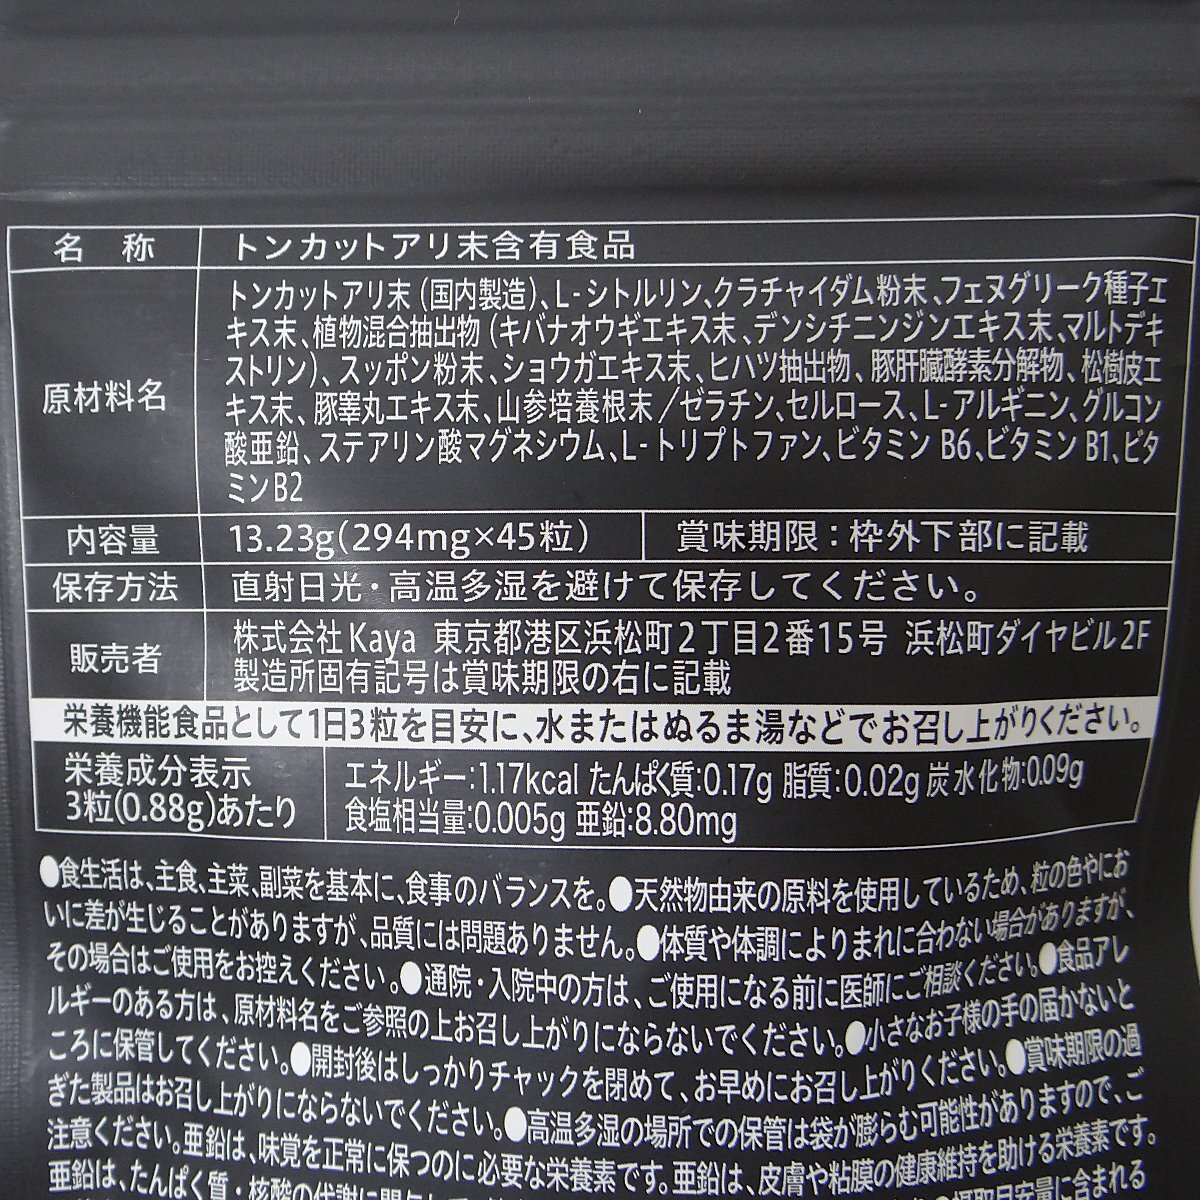 名 称 トンカットアリ末含有食品
原材料名
トンカットアリ末（国内製造）、L-シトルリン、クラチャイダム粉末、フェヌグリーク種子エ
キス末、植物混合抽出物（キバナオウギエキス末、デンシチニンジンエキス末、マルトデキ
ストリン）、スッポン粉末、ショウガエキス末、ヒハツ抽出物、豚肝臓酵素分解物、松樹皮エ
キス末、豚睾丸エキス末、山参培養根末／ゼラチン、セルロース、L-アルギニン、グルコン
酸亜鉛、ステアリン酸マグネシウム、L-トリプトファン、ビタミンB6、ビタミンB1、ビタ
ミンB2
内容量 13.23g(294mg×45粒) 賞味期限：枠外下部に記載
保存方法 直射日光・高温多湿を避けて保存してください。
販売者
株式会社Kaya 東京都港区浜松町2丁目2番15号 浜松町ダイヤビル2F
製造所固有記号は賞味期限の右に記載
栄養機能食品として1日3粒を目安に、水またはぬるま湯などでお召し上がりください。
栄養成分表示
3粒(0.88g)あたり
エネルギー:1.17kcal たんぱく質:0.17g 脂質:0.02g 炭水化物:0.09g
食塩相当量:0.005g 亜鉛:8.80mg
●食生活は、主食、主菜、副菜を基本に、食事のバランスを。●天然物由来の原料を使用しているため、粒の色やにお
いに差が生じることがありますが、品質には問題ありません。●体質や体調によりまれに合わない場合がありますが、
その場合はご使用をお控えください。●通院・入院中の方は、ご使用になる前に医師にご相談ください。●食品アレ
ルギーのある方は、原材料名をご参照の上お召し上がりにならないでください。●小さなお子様の手の届かないと
ころに保管してください。●開封後はしっかりチャックを閉めて、お早めにお召し上がりください。●賞味期限の過
ぎた製品はお召し上がりにならないでください。●高温多湿の場所での保管は袋が膨らむ可能性がありますので、ご
注意ください。亜鉛は、味覚を正常に保つのに必要な栄養素です。亜鉛は、皮膚や粘膜の健康維持を助ける栄養素です。
亜鉛は、たんぱく質・核酸の代謝に関与して